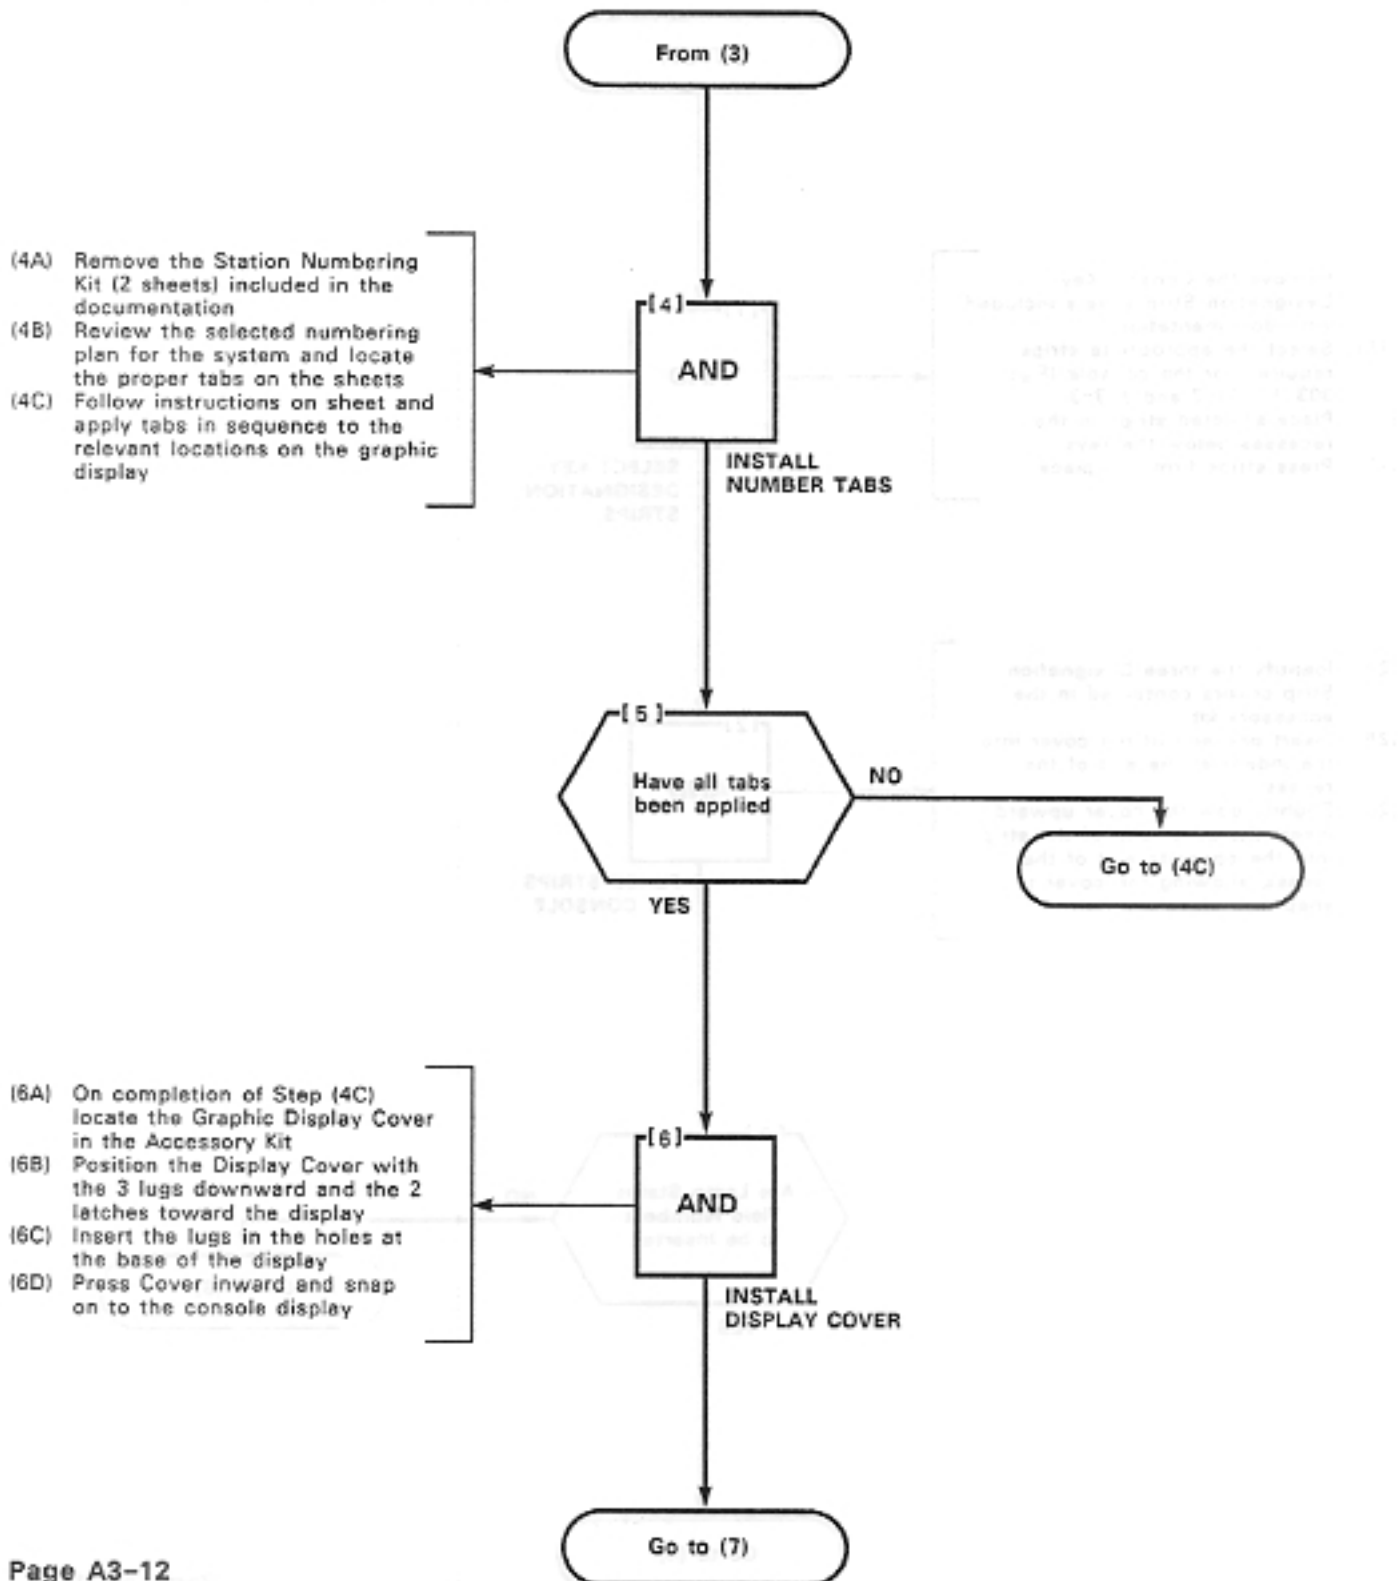 From (3)
(4A) Remove the Station Numbering
Kit (2 sheets) included in the
documentation
(4B) Review the selected numbering
plan for the system and locate
the proper tabs on the sheets
(4C) Follow instructions on sheet and
apply tabs in sequence to the
relevant locations on the graphic
display
[4]
AND
INSTALL
NUMBER TABS
[5]
Have all tabs
been applied
NO
Go to (4C)
YES
(6A) On completion of Step (4C)
locate the Graphic Display Cover
in the Accessory Kit
(6B) Position the Display Cover with
the 3 lugs downward and the 2
latches toward the display
(6C) Insert the lugs in the holes at
the base of the display
(6D) Press Cover inward and snap
on to the console display
[6]
AND
INSTALL
DISPLAY COVER
Go to (7)
Page A3-12